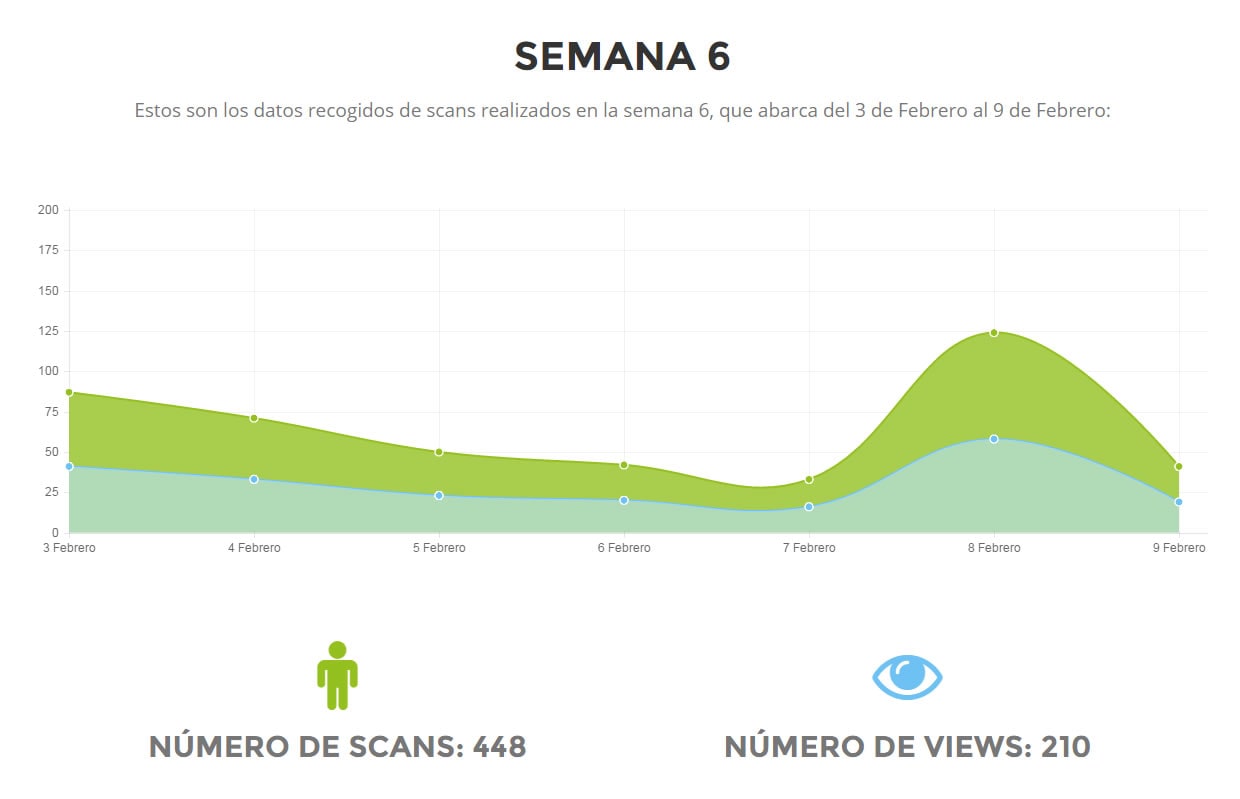 SEMANA 6
Estos son los datos recogidos de scans realizados en la semana 6, que abarca del 3 de Febrero al 9 de Febrero:
200
175
150
125
100
75
50
25
0
3 Febrero
4 Febrero
5 Febrero
6 Febrero
7 Febrero
8 Febrero
9 Febrero
NÚMERO DE SCANS: 448
NÚMERO DE VIEWS: 210